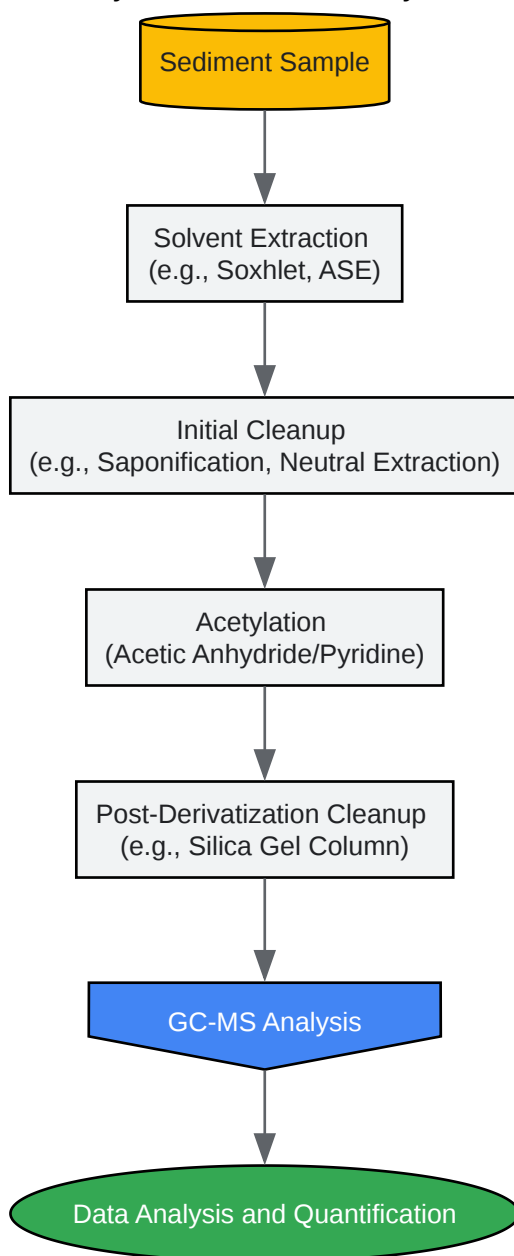 Sediment Sample
Solvent Extraction
(e.g., Soxhlet, ASE)
Initial Cleanup
(e.g., Saponification, Neutral Extraction)
Acetylation
(Acetic Anhydride/Pyridine)
Post-Derivatization Cleanup
(e.g., Silica Gel Column)
GC-MS Analysis
Data Analysis and Quantification